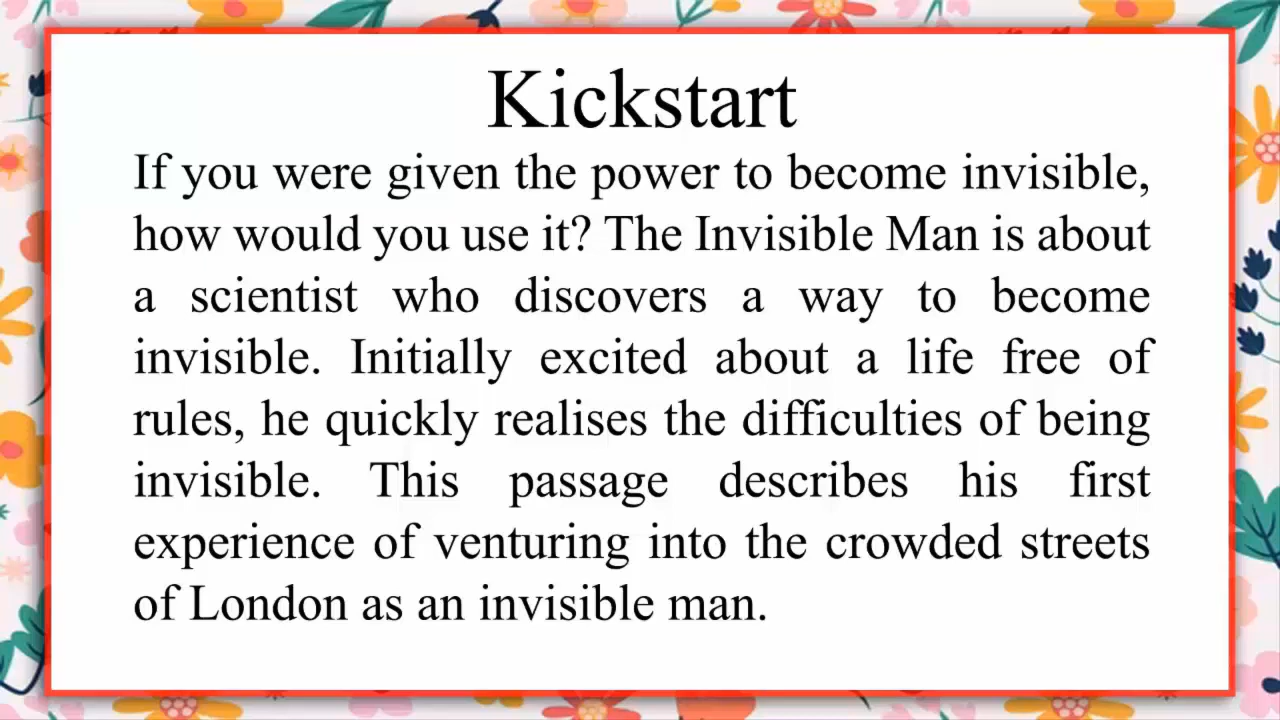 Kickstart
If you were given the power to become invisible,
how would you use it? The Invisible Man is about
a scientist who discovers a way to become
invisible. Initially excited about a life free of
rules, he quickly realises the difficulties of being
invisible. This passage describes his first
experience of venturing into the crowded streets
of London as an invisible man.